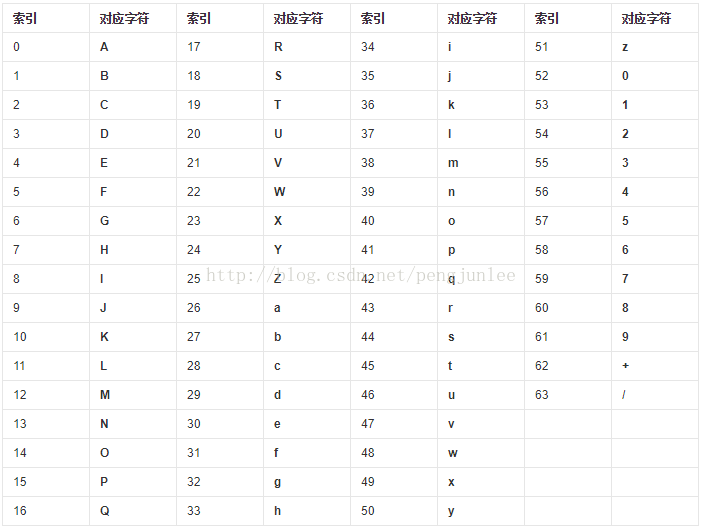 索引 对应字符 索引 对应字符 索引 对应字符 索引 对应字符
0 A 17 R 34 i 51 z
1 B 18 S 35 j 52 0
2 C 19 T 36 k 53 1
3 D 20 U 37 l 54 2
4 E 21 V 38 m 55 3
5 F 22 W 39 n 56 4
6 G 23 X 40 o 57 5
7 H 24 Y 41 p 58 6
http://blog.csdn.net/pengjunlee
8 I 25 Z 42 q 59 7
9 J 26 a 43 r 60 8
10 K 27 b 44 s 61 9
11 L 28 c 45 t 62 +
12 M 29 d 46 u 63 /
13 N 30 e 47 v
14 O 31 f 48 w
15 P 32 g 49 x
16 Q 33 h 50 y